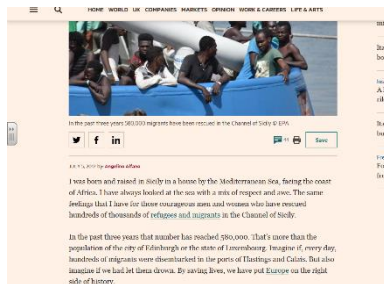 HOME WORLD UK COMPANIES MARKETS OPINION WORK & CAREERS LIFE & ARTS
In the past three years 580,000 migrants have been rescued in the Channel of Sicily © EPA
Save
by Angelino Alfano
I was born and raised in Sicily in a house by the Mediterranean Sea, facing the coast
of Africa. I have always looked at the sea with a mix of respect and awe. The same
feelings that I have for those courageous men and women who have rescued
hundreds of thousands of refugees and migrants in the Channel of Sicily.
In the past three years that number has reached 580,000. That's more than the
population of the city of Edinburgh or the state of Luxembourg. Imagine if, every day,
hundreds of migrants were disembarked in the ports of Hastings and Calais. But also
imagine if we had let them drown. By saving lives, we have put Europe on the right
side of history.